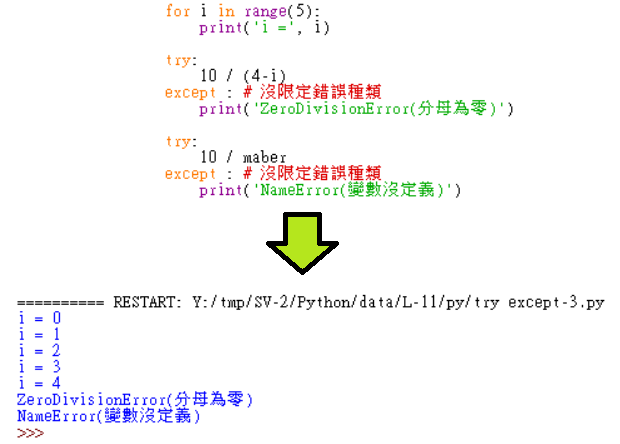 for i in range(5):
    print('i =', i)

try:
    10 / (4-i)
except : # 沒限定錯誤種類
    print('ZeroDivisionError(分母為零)')

try:
    10 / maber
except : # 沒限定錯誤種類
    print('NameError(變數沒定義)')

========== RESTART: Y:/tmp/SV-2/Python/data/L-11/py/try except-3.py
i = 0
i = 1
i = 2
i = 3
i = 4
ZeroDivisionError(分母為零)
NameError(變數沒定義)
>>>